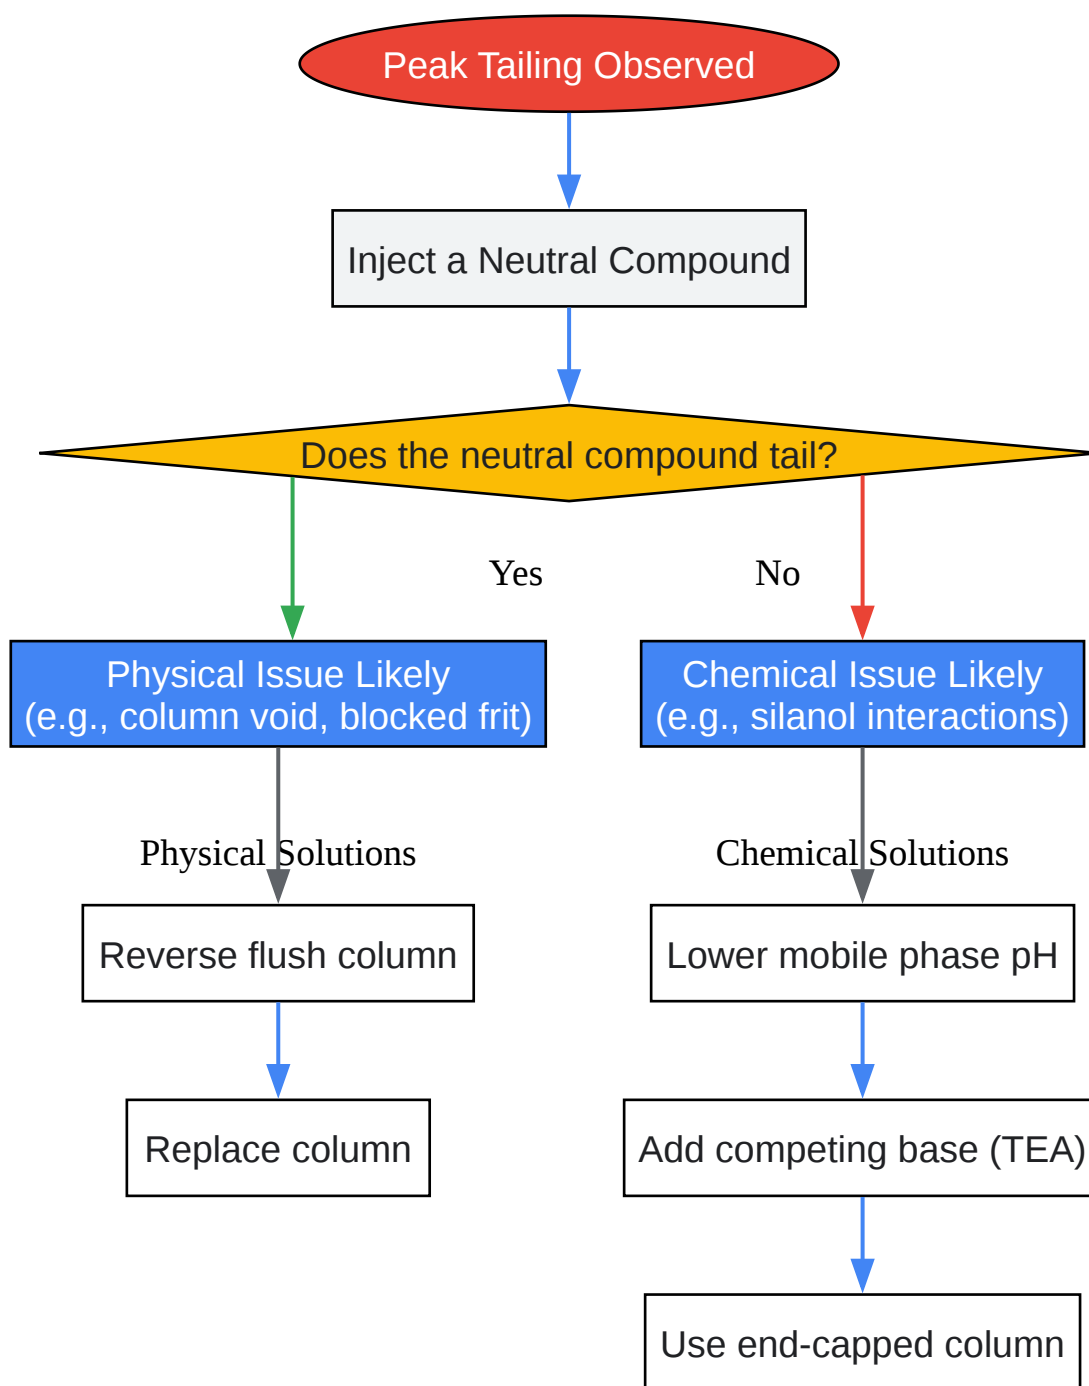 Peak Tailing Observed
Inject a Neutral Compound
Does the neutral compound tail?
Yes
No
Physical Issue Likely
(e.g., column void, blocked frit)
Chemical Issue Likely
(e.g., silanol interactions)
Physical Solutions
Chemical Solutions
Reverse flush column
Lower mobile phase pH
Replace column
Add competing base (TEA)
Use end-capped column